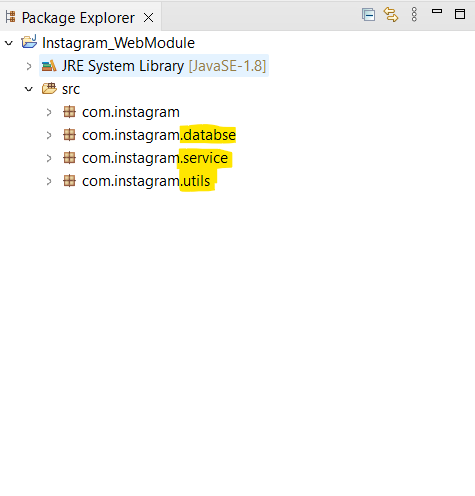 Package Explorer
Instagram_WebModule
JRE System Library [JavaSE-1.8]
src
com.instagram
com.instagram.databse
com.instagram.service
com.instagram.utils